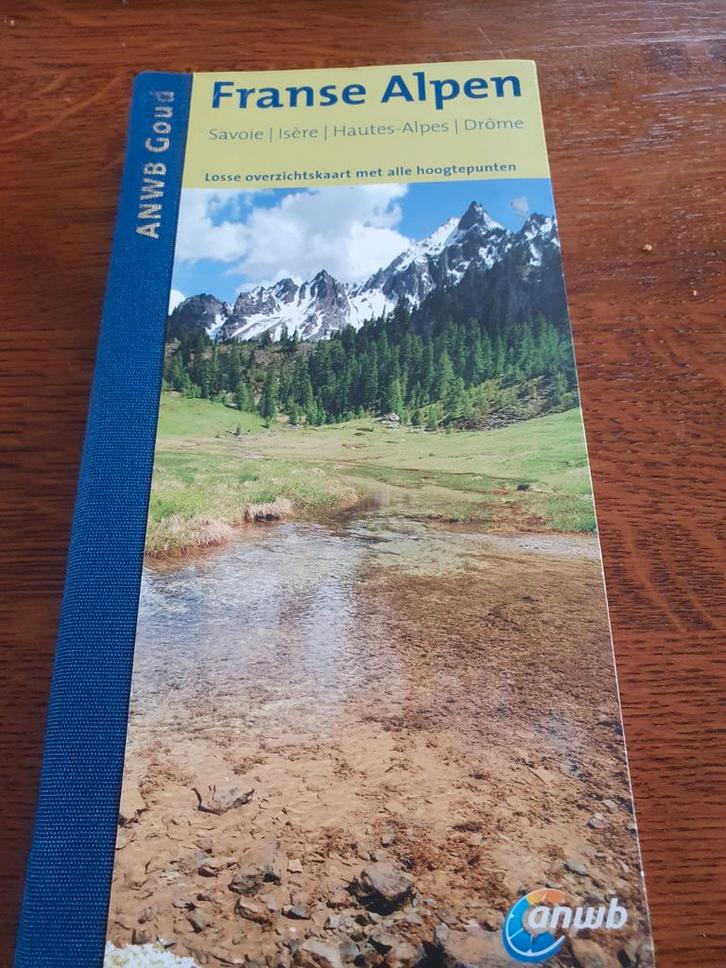 ANWB Goud
Franse Alpen
Savoie | Isère | Hautes-Alpes | Drôme
Losse overzichtskaart met alle hoogtepunten
anwb